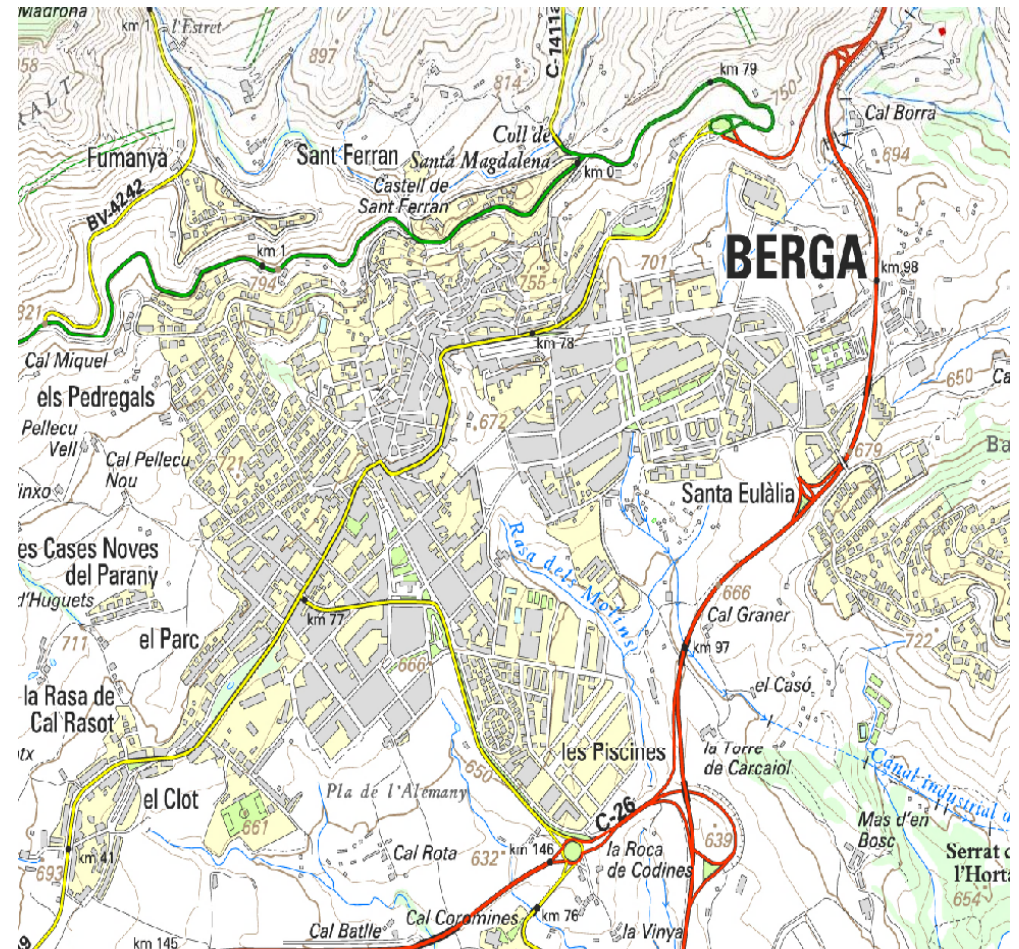 Madrona
km 1
l'Estret
897
814
C-1411a
km 79
750
Cal Borra
694
Fumanya
Sant Ferran
Coll de
Santa Magdalena
km 0
Castell de
Sant Ferran
BV-4242
km 1
794
821
Cal Miquel
755
701
BERGA
km 98
km 78
650
els Pedregals
Pellecu
Vell
Cal Pellecu
Nou
721
672
679
Santa Eulàlia
es Cases Noves
del Parany
d'Huguets
711
el Parc
km 77
666
Rasa dels Molins
666
Cal Graner
km 97
722
el Casó
la Rasa de
Cal Rasot
les Piscines
la Torre
de Carcaiol
Canal industrial d
650
Pla de l'Alemany
el Clot
661
C-26
Mas d'en
Bosc
Serrat d
l'Horta
654
km 41
693
Cal Rota
632
km 146
la Roca
de Codines
639
Cal Coromines
km 76
Cal Batlle
km 145
la Vinya